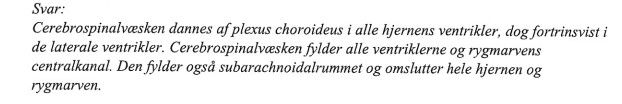 Svar:
Cerebrospinalvæsken dannes af plexus choroideus i alle hjernens ventrikler, dog fortrinsvist i
de laterale ventrikler. Cerebrospinalvæsken fylder alle ventriklerne og rygmarvens
centralkanal. Den fylder også subarachnoidalrummet og omslutter hele hjernen og
rygmarven.